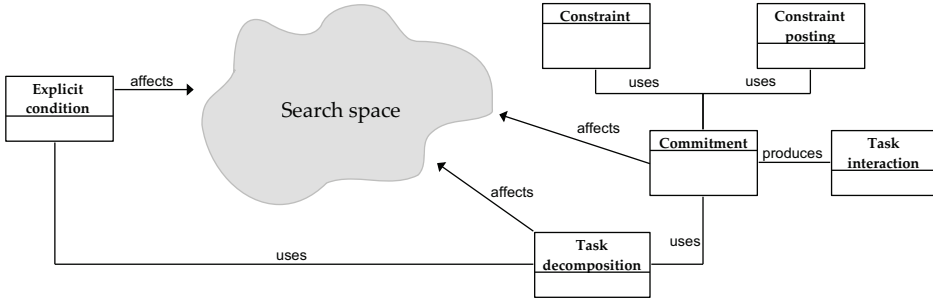 Constraint
Constraint
posting
uses
uses
Explicit
condition
affects
Search space
affects
Commitment
produces
Task
interaction
affects
uses
uses
Task
decomposition